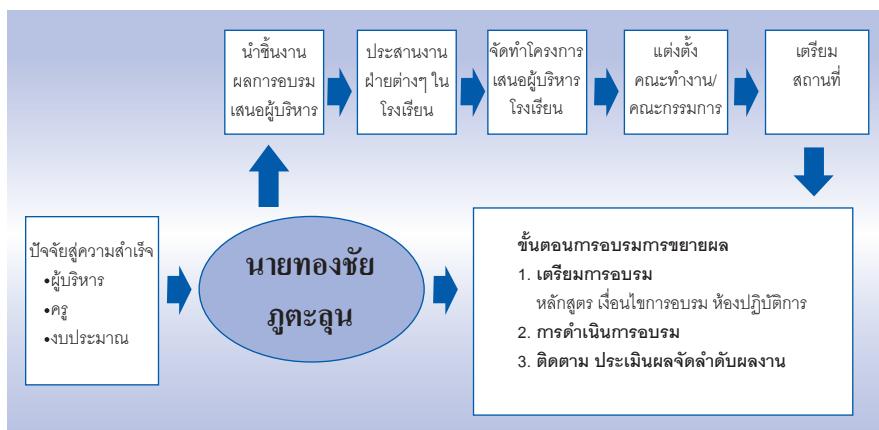 นำชิ้นงาน
ผลการอบรม
เสนอผู้บริหาร
ประสานงาน
ฝ่ายต่างๆ ใน
โรงเรียน
จัดทำโครงการ
เสนอผู้บริหาร
โรงเรียน
แต่งตั้ง
คณะทำงาน/
คณะกรรมการ
เตรียม
สถานที่
ปัจจัยสู่ความสำเร็จ
•ผู้บริหาร
•ครู
•งบประมาณ
นายทองชัย
ภูตะลุน
ขั้นตอนการอบรมการขยายผล
1. เตรียมการอบรม
หลักสูตร เงื่อนไขการอบรม ห้องปฏิบัติการ
2. การดำเนินการอบรม
3. ติดตาม ประเมินผลจัดลำดับผลงาน